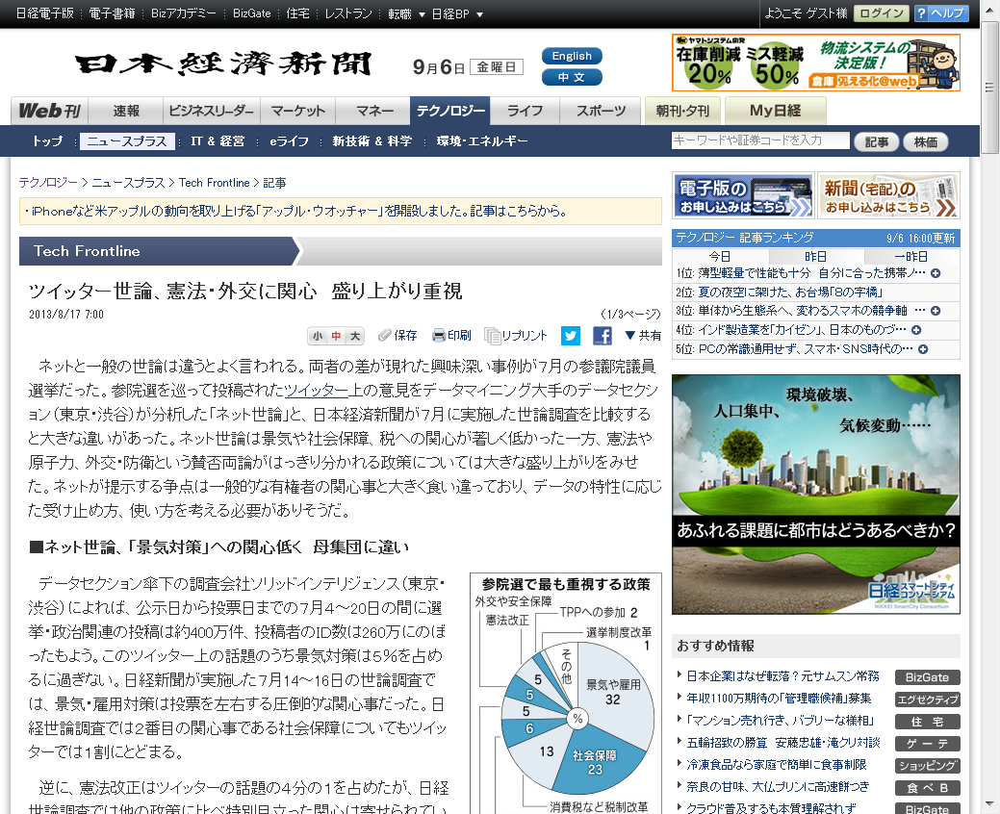 日経電子版 電子書籍 Bizアカデミー BizGate 住宅 レストラン 転職 ▼ 日経BP ▼ ようこそ ゲスト様 ログイン ? ヘルプ
日本経済新聞
9月6日 金曜日
English
中 文
ヤマトシステム開発
在庫削減 20%
ミス軽減 50%
物流システムの
決定版！
倉庫見える化@web
Web刊 速報 ビジネスリーダー マーケット マネー テクノロジー ライフ スポーツ 朝刊・夕刊 My日経
トップ ニュースプラス IT & 経営 eライフ 新技術 & 科学 環境・エネルギー
キーワードや証券コードを入力 記事 株価
テクノロジー > ニュースプラス > Tech Frontline > 記事
・iPhoneなど米アップルの動向を取り上げる「アップル・ウオッチャー」を開設しました。記事はこちらから。
Tech Frontline
ツイッター世論、憲法・外交に関心　盛り上がり重視
2013/8/17 7:00
（1/3ページ）
小 中 大 保存 印刷 リプリント ▼共有
　ネットと一般の世論は違うとよく言われる。両者の差が現れた興味深い事例が7月の参議院議員
選挙だった。参院選を巡って投稿されたツイッター上の意見をデータマイニング大手のデータセクシ
ョン（東京・渋谷）が分析した「ネット世論」と、日本経済新聞が7月に実施した世論調査を比較する
と大きな違いがあった。ネット世論は景気や社会保障、税への関心が著しく低かった一方、憲法や
原子力、外交・防衛という賛否両論がはっきり分かれる政策については大きな盛り上がりをみせ
た。ネットが提示する争点は一般的な有権者の関心事と大きく食い違っており、データの特性に応じ
た受け止め方、使い方を考える必要がありそうだ。
■ネット世論、「景気対策」への関心低く　母集団に違い
　データセクション傘下の調査会社ソリッドインテリジェンス（東京・
渋谷）によれば、公示日から投票日までの7月4〜20日の間に選
挙・政治関連の投稿は約400万件、投稿者のID数は260万にのぼ
ったもよう。このツイッター上の話題のうち景気対策は5％を占め
るに過ぎない。日経新聞が実施した7月14〜16日の世論調査で
は、景気・雇用対策は投票を左右する圧倒的な関心事だった。日
経世論調査では2番目の関心事である社会保障についてもツイッ
ターでは1割にとどまる。
　逆に、憲法改正はツイッターの話題の4分の1を占めたが、日経
世論調査では他の政策に比べ特別目立った関心は寄せられてい
参院選で最も重視する政策
外交や安全保障
TPPへの参加 2
憲法改正
選挙制度改革
1
その他
景気や雇用
32
5
5
5
6
13
%
社会保障
23
消費税など税制改革
電子版の
お申し込みはこちら
新聞（宅配）の
お申し込みはこちら
テクノロジー 記事ランキング 9/6 16:00更新
今日 昨日 一昨日
1位: 薄型軽量で性能も十分　自分に合った携帯ノ…
2位: 夏の夜空に架けた、お台場「8の字橋」
3位: 単体から生態系へ、変わるスマホの競争軸 …
4位: インド製造業を「カイゼン」、日本のものづ…
5位: PCの常識通用せず、スマホ・SNS時代の…
環境破壊、
人口集中、
気候変動……
あふれる課題に都市はどうあるべきか？
日経スマートシティ
コンソーシアム
NIKKEI SmartCity Consortium
おすすめ情報
日本企業はなぜ転落？元サムスン常務 BizGate
年収1100万期待の「管理職候補」募集 エグゼクティブ
「マンション売れ行き、バブリーな様相」 住 宅
五輪招致の勝算　安藤忠雄・滝クリ対談 ゲ ー テ
冷凍食品なら家庭で簡単に食事制限 ショッピング
奈良の甘味、大仏プリンに高速餅つき 食 べ B
クラウド普及するも本質理解されず BizGate